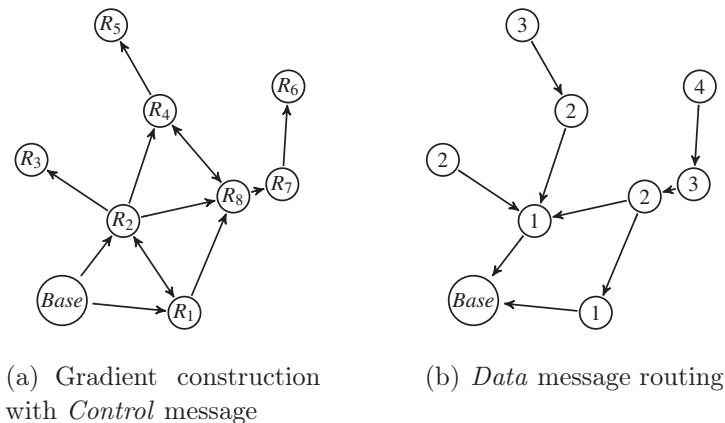 R5
3
R4
2
R6
4
R3
2
R8
R7
2
3
R2
1
Base
R1
Base
1
(a) Gradient construction
with Control message
(b) Data message routing